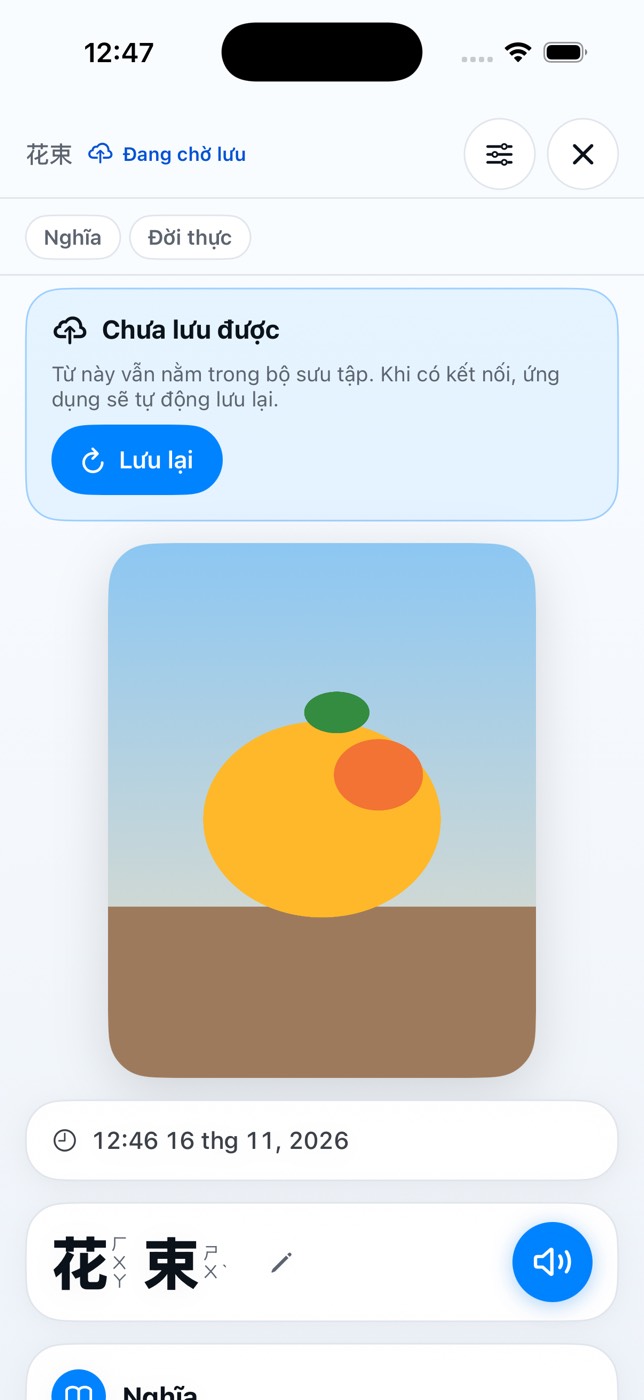 12:47
花束 Đang chờ lưu
Nghĩa Đời thực
Chưa lưu được
Từ này vẫn nằm trong bộ sưu tập. Khi có kết nối, ứng
dụng sẽ tự động lưu lại.
Lưu lại
12:46 16 thg 11, 2026
花ㄏㄨㄚ 束ㄕㄨˋ
Nghĩa